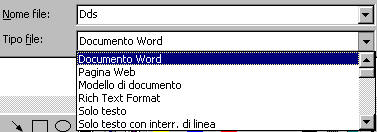 Nome file: Dds
Tipo file: Documento Word
Documento Word
Pagina Web
Modello di documento
Rich Text Format
Solo testo
Solo testo con interr. di linea